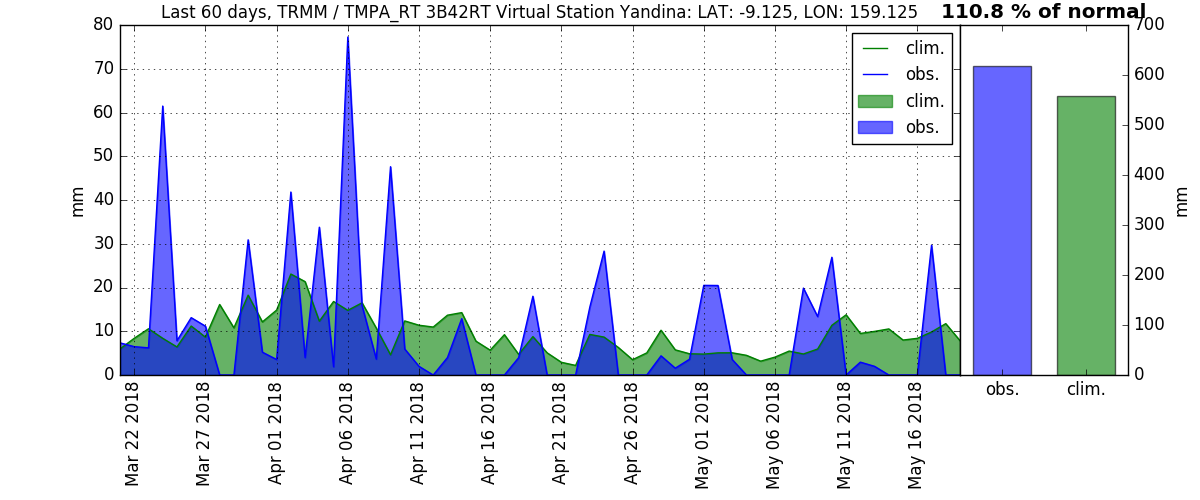 Last 60 days, TRMM / TMPA_RT 3B42RT Virtual Station Yandina: LAT: -9.125, LON: 159.125
110.8 % of normal
80
70
60
50
40
30
20
10
0
mm
clim.
obs.
clim.
obs.
Mar 22 2018
Mar 27 2018
Apr 01 2018
Apr 06 2018
Apr 11 2018
Apr 16 2018
Apr 21 2018
Apr 26 2018
May 01 2018
May 06 2018
May 11 2018
May 16 2018
700
600
500
400
300
200
100
0
mm
obs.
clim.